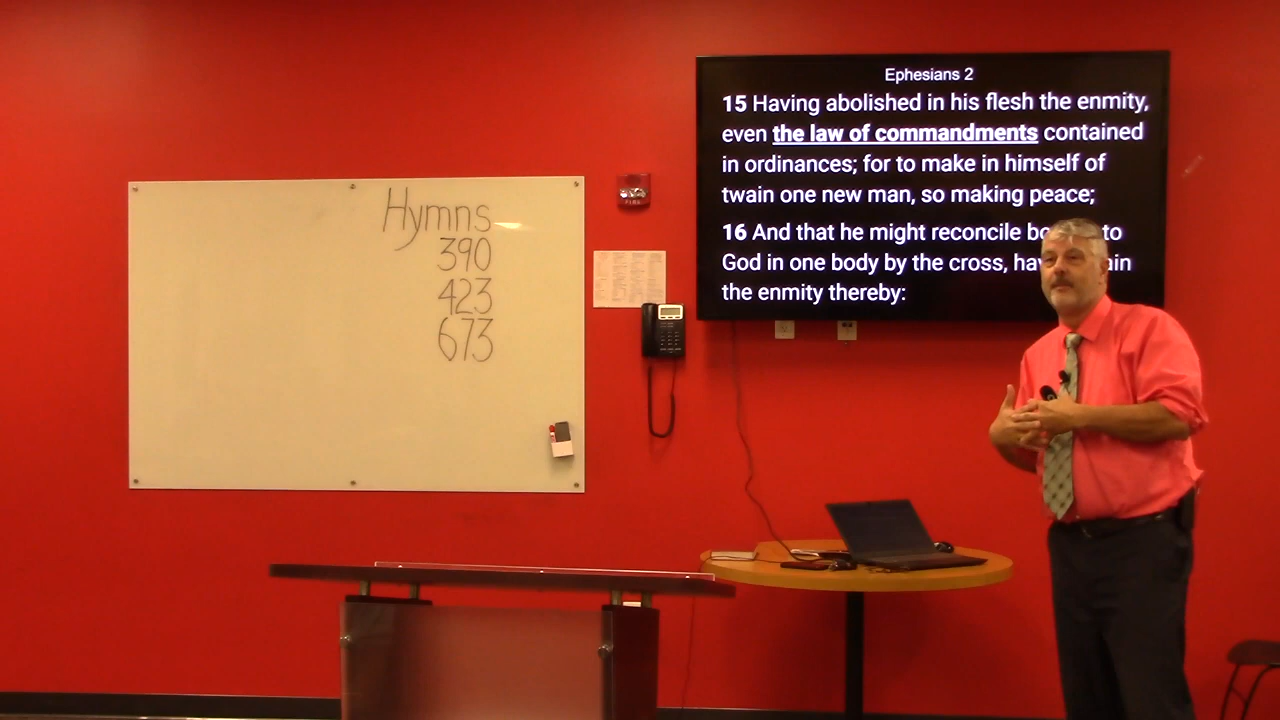 Hymns
390
423
673
FIRE
Ephesians 2
15 Having abolished in his flesh the enmity,
even the law of commandments contained
in ordinances; for to make in himself of
twain one new man, so making peace;
16 And that he might reconcile to
God in one body by the cross,
the enmity thereby: